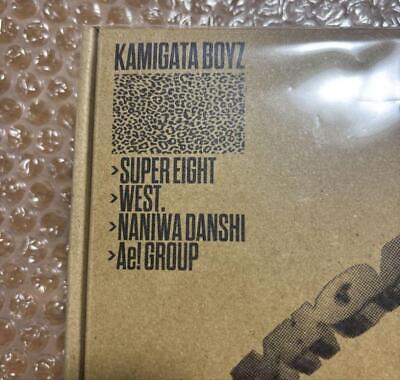 KAMIGATA BOYZ
>SUPER EIGHT
>WEST.
>NANIWA DANSHI
>Ae! GROUP